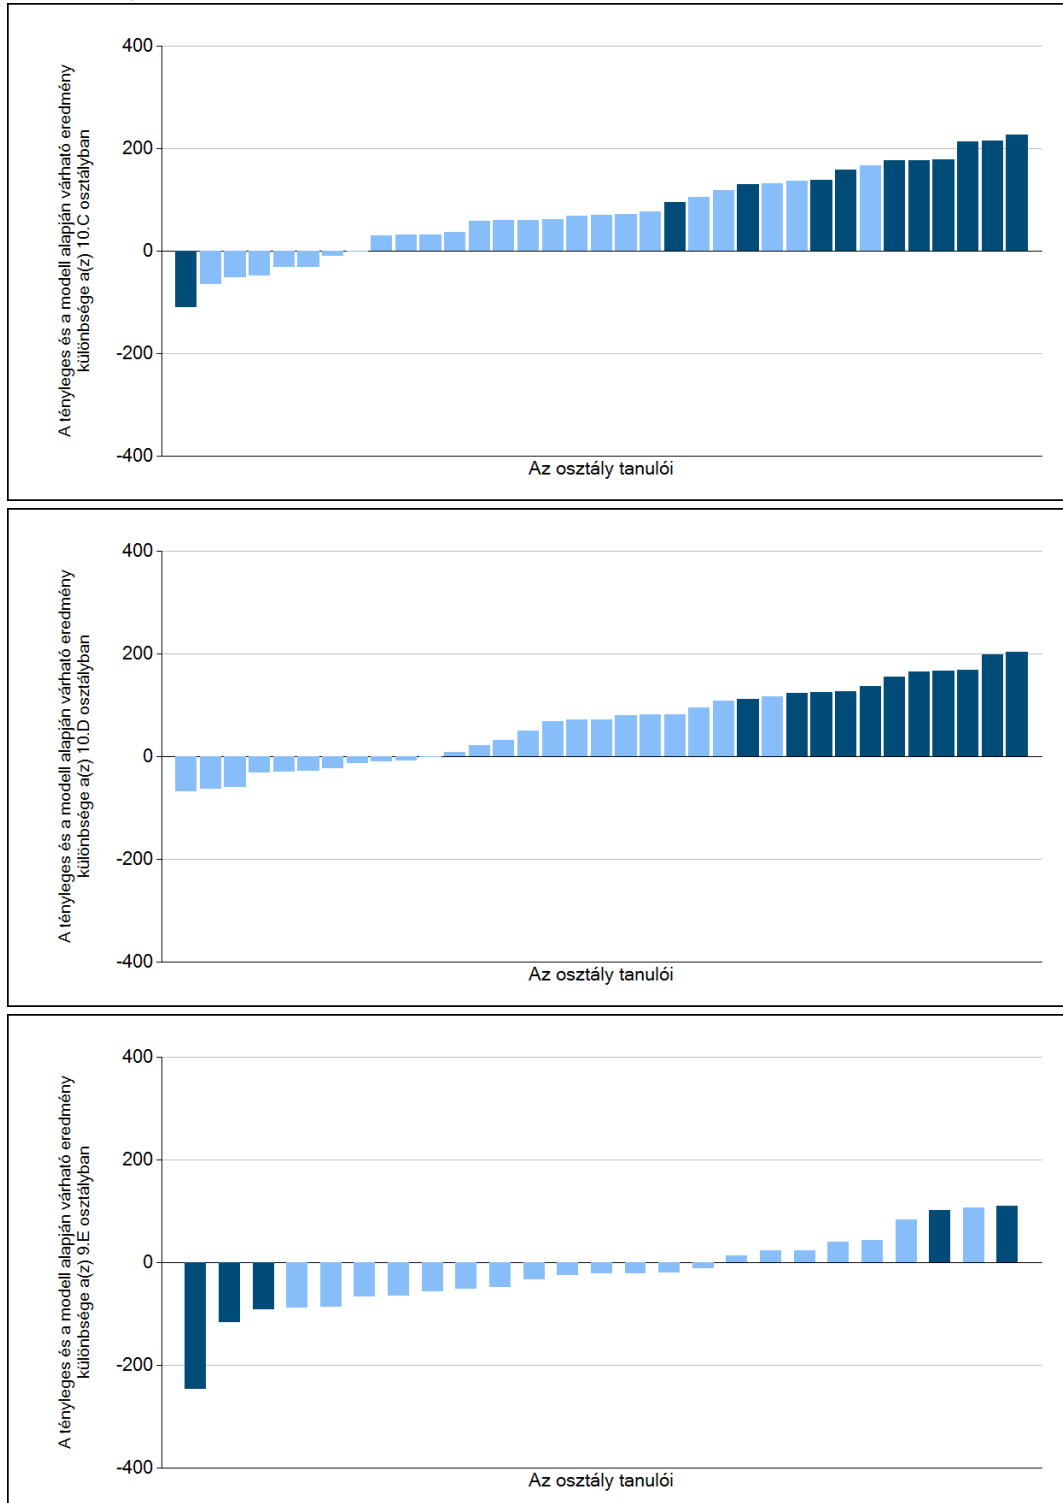 A tényleges és a modell alapján várható eredmény
különbsége a(z) 10.C osztályban
400
200
0
-200
-400
Az osztály tanulói
A tényleges és a modell alapján várható eredmény
különbsége a(z) 10.D osztályban
400
200
0
-200
-400
Az osztály tanulói
A tényleges és a modell alapján várható eredmény
különbsége a(z) 9.E osztályban
400
200
0
-200
-400
Az osztály tanulói